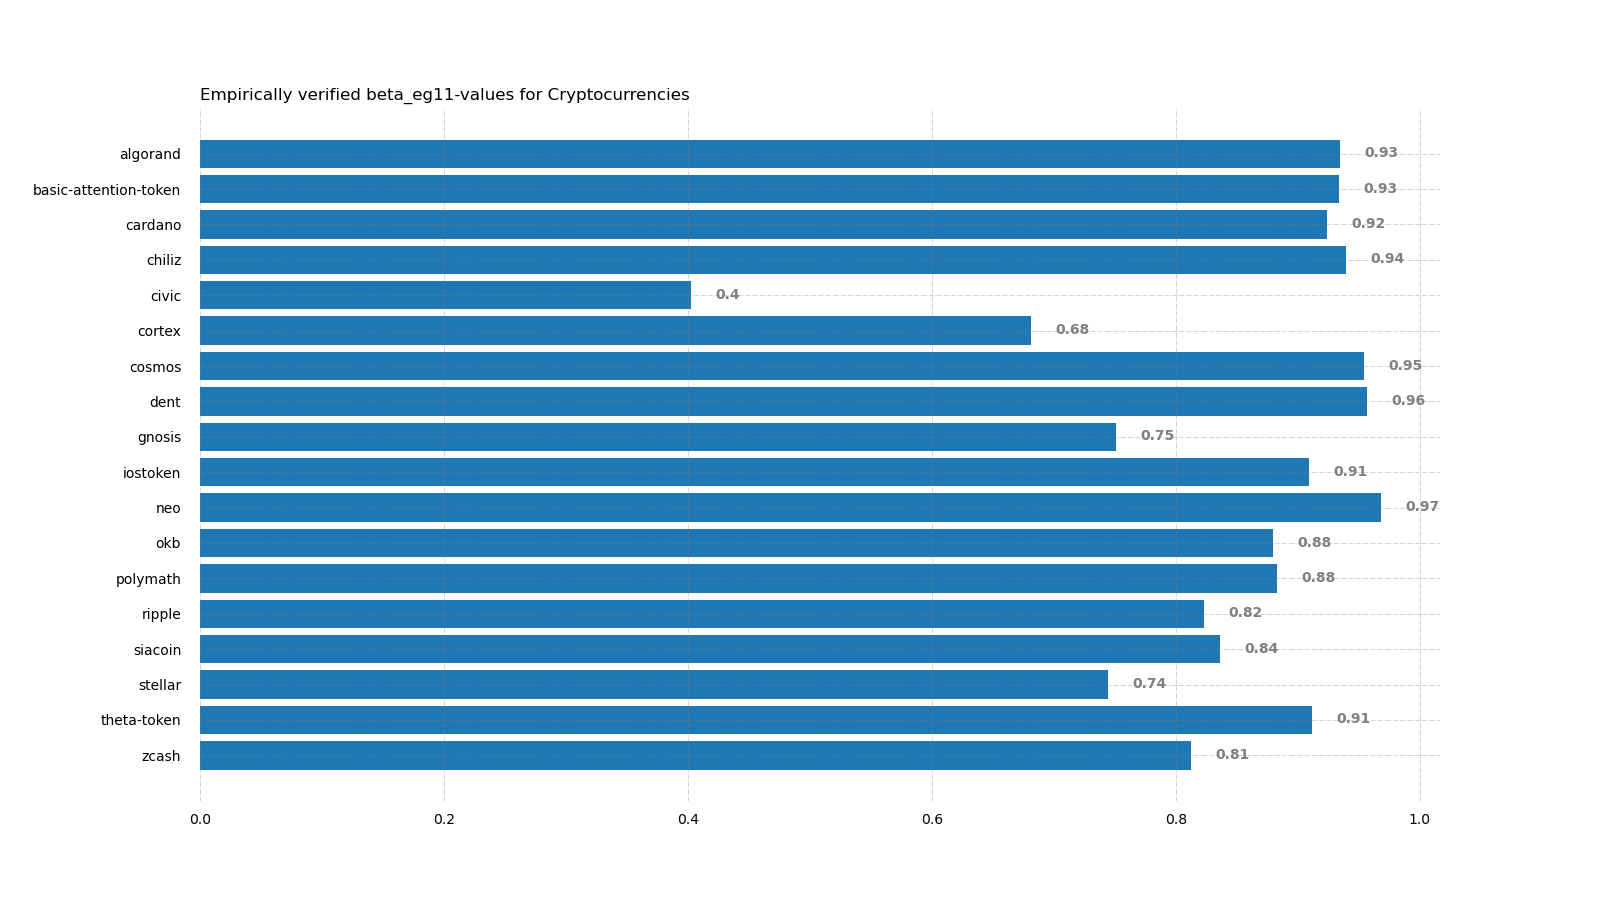 Empirically verified beta_eg11-values for Cryptocurrencies
algorand 0.93
basic-attention-token 0.93
cardano 0.92
chiliz 0.94
civic 0.4
cortex 0.68
cosmos 0.95
dent 0.96
gnosis 0.75
iostoken 0.91
neo 0.97
okb 0.88
polymath 0.88
ripple 0.82
siacoin 0.84
stellar 0.74
theta-token 0.91
zcash 0.81
0.0 0.2 0.4 0.6 0.8 1.0